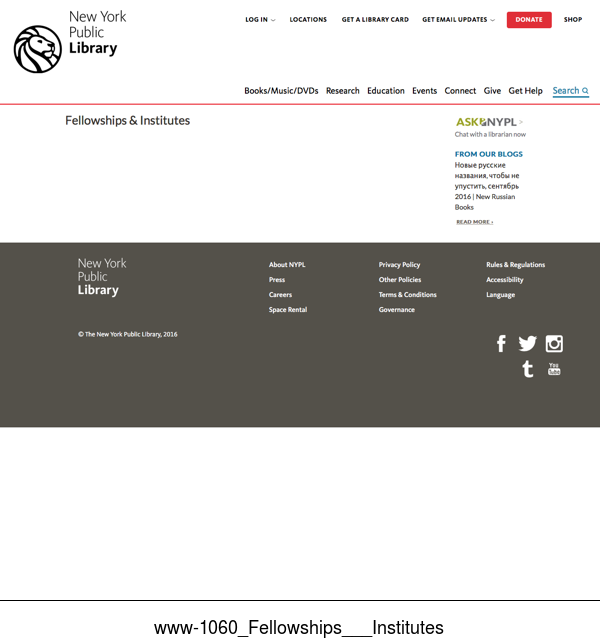 New York
Public
Library
LOG IN
LOCATIONS
GET A LIBRARY CARD
GET EMAIL UPDATES
DONATE
SHOP
Books/Music/DVDs Research Education Events Connect Give Get Help Search
Fellowships & Institutes
ASK NYPL >
Chat with a librarian now
FROM OUR BLOGS
Новые русские
названия, чтобы не
упустить, сентябрь
2016 | New Russian
Books
READ MORE ›
New York
Public
Library
About NYPL
Press
Careers
Space Rental
Privacy Policy
Other Policies
Terms & Conditions
Governance
Rules & Regulations
Accessibility
Language
© The New York Public Library, 2016
You
Tube
www-1060_Fellowships___Institutes